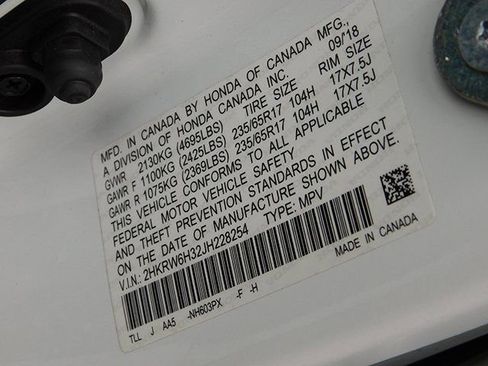 MFD. IN CANADA BY HONDA OF CANADA MFG.,
A DIVISION OF HONDA CANADA INC. 09/18
GVWR 2130KG (4695LBS) TIRE SIZE RIM SIZE
GAWR F 1100KG (2425LBS) 235/65R17 104H 17X7.5J
GAWR R 1075KG (2369LBS) 235/65R17 104H 17X7.5J
THIS VEHICLE CONFORMS TO ALL APPLICABLE
FEDERAL MOTOR VEHICLE SAFETY
AND THEFT PREVENTION STANDARDS IN EFFECT
ON THE DATE OF MANUFACTURE SHOWN ABOVE.
V.I.N: 2HKRW6H32JH228254 TYPE: MPV
MADE IN CANADA
TLL J AA5 -NH603PX -F -H